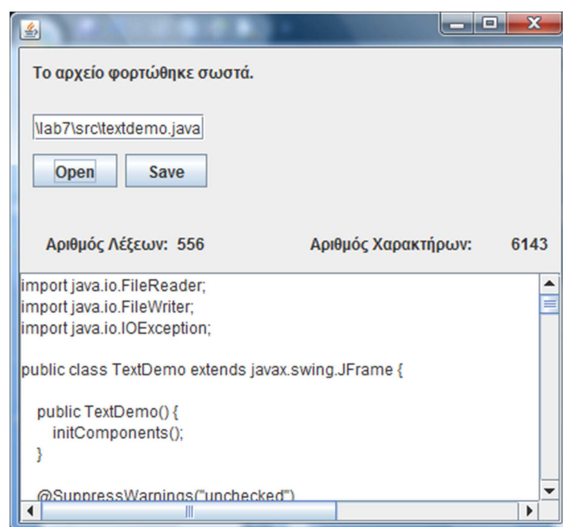 Το αρχείο φορτώθηκε σωστά.
\lab7\src\textdemo.java
Open Save
Αριθμός Λέξεων: 556 Αριθμός Χαρακτήρων: 6143
import java.io.FileReader;
import java.io.FileWriter;
import java.io.IOException;
public class TextDemo extends javax.swing.JFrame {
public TextDemo() {
initComponents();
}
@SuppressWarnings("unchecked")